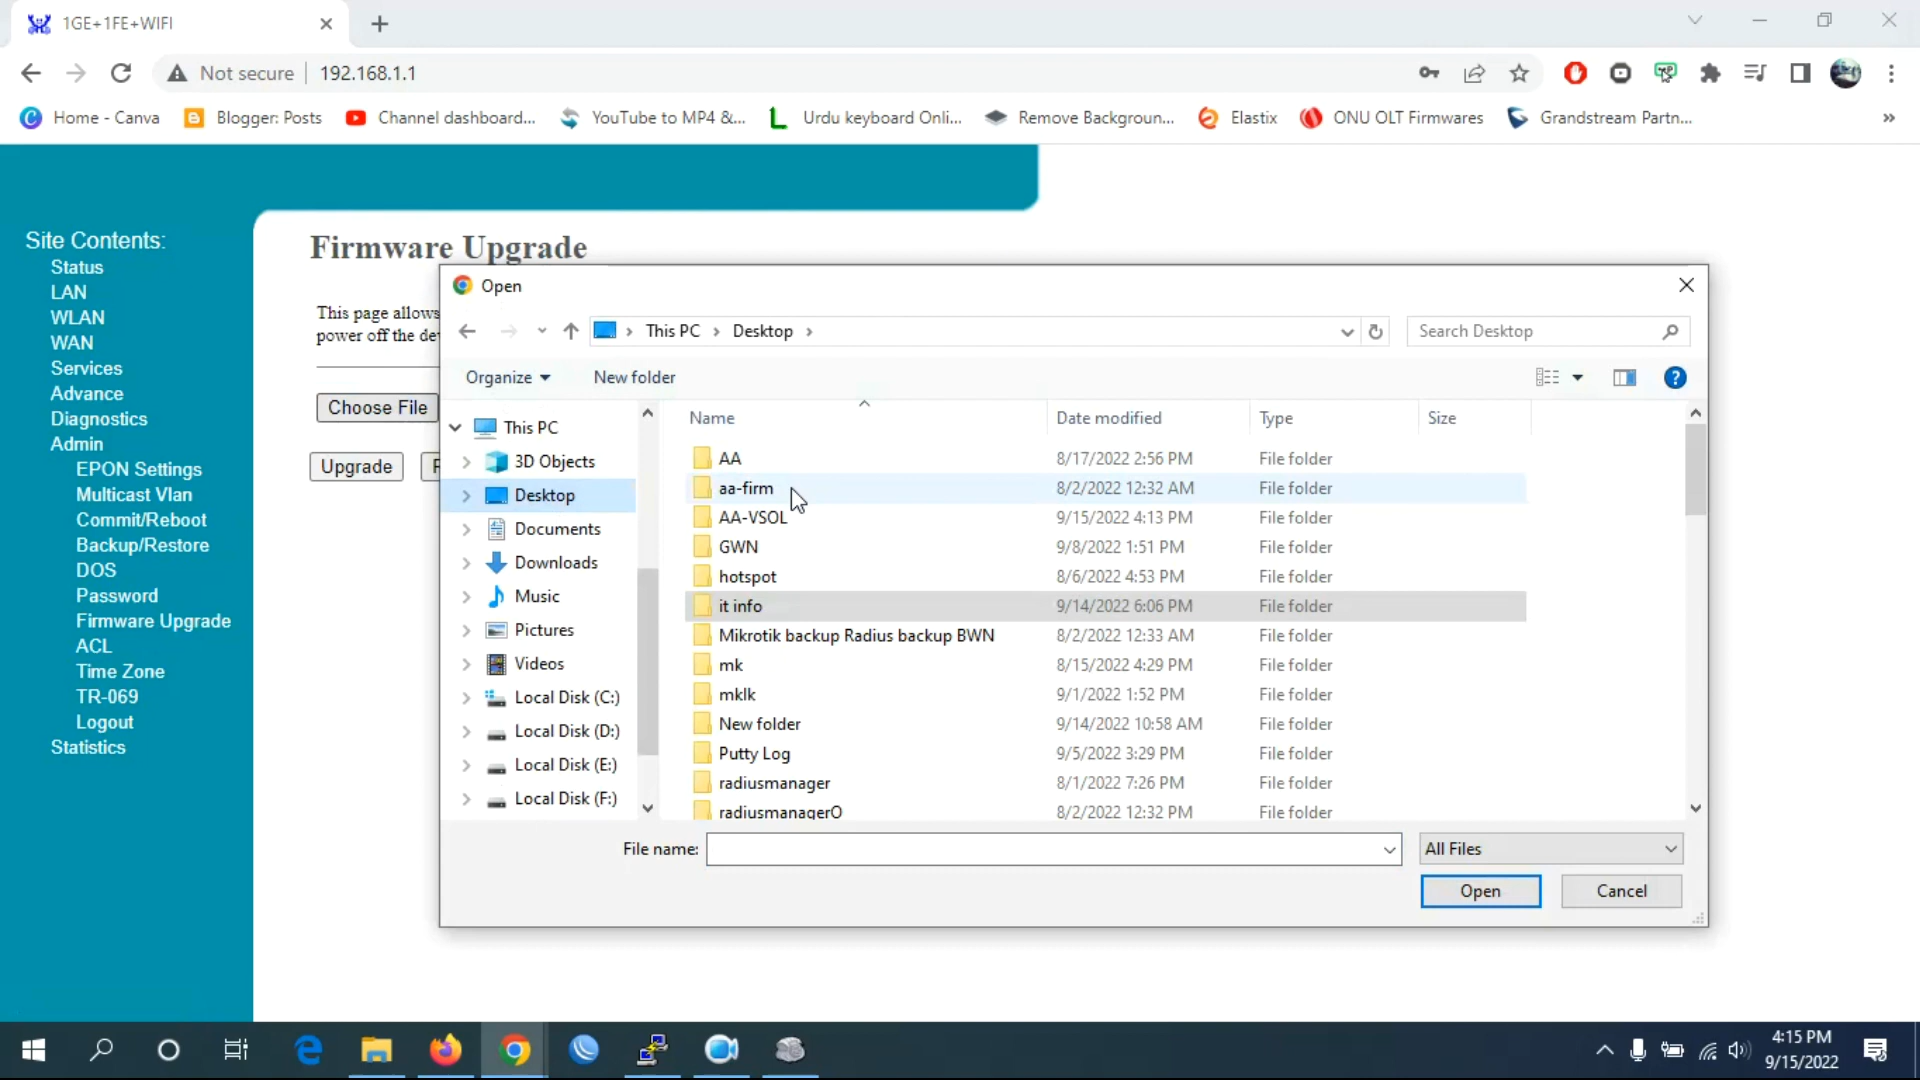 1GE+1FE+WIFI
Not secure 192.168.1.1
Home - Canva Blogger: Posts Channel dashboard... YouTube to MP4 &... Urdu keyboard Onli... Remove Backgroun... Elastix ONU OLT Firmwares Grandstream Partn... »
Site Contents:
Status
LAN
WLAN
WAN
Services
Advance
Diagnostics
Admin
EPON Settings
Multicast Vlan
Commit/Reboot
Backup/Restore
DOS
Password
Firmware Upgrade
ACL
Time Zone
TR-069
Logout
Statistics
Firmware Upgrade
This page allows
power off the de
Choose File
Upgrade
Open
This PC > Desktop >
Search Desktop
Organize New folder
This PC
3D Objects
Desktop
Documents
Downloads
Music
Pictures
Videos
Local Disk (C:)
Local Disk (D:)
Local Disk (E:)
Local Disk (F:)
Name Date modified Type Size
AA 8/17/2022 2:56 PM File folder
aa-firm 8/2/2022 12:32 AM File folder
AA-VSOL 9/15/2022 4:13 PM File folder
GWN 9/8/2022 1:51 PM File folder
hotspot 8/6/2022 4:53 PM File folder
it info 9/14/2022 6:06 PM File folder
Mikrotik backup Radius backup BWN 8/2/2022 12:33 AM File folder
mk 8/15/2022 4:29 PM File folder
mklk 9/1/2022 1:52 PM File folder
New folder 9/14/2022 10:58 AM File folder
Putty Log 9/5/2022 3:29 PM File folder
radiusmanager 8/1/2022 7:26 PM File folder
radiusmanagerO 8/2/2022 12:32 PM File folder
File name:
All Files
Open Cancel
4:15 PM
9/15/2022